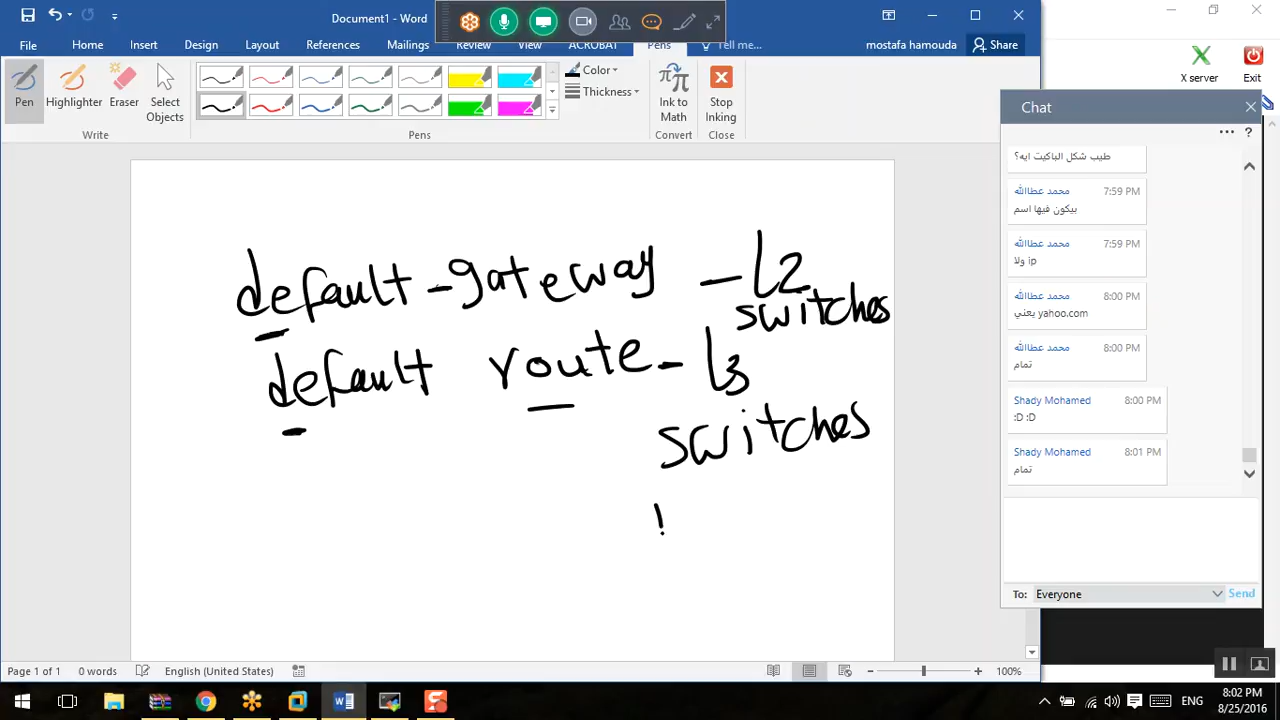 Document1 - Word
File
Home
Insert
Design
Layout
References
Mailings
Review
View
ACROBAT
Pens
Tell me...
mostafa hamouda
Share
Pen
Highlighter
Eraser
Select
Objects
Write
Pens
Color
Thickness
Ink to
Math
Convert
Stop
Inking
Close
X server
Exit
default-gateway - L2
switches
default route - L3
switches
Chat
... ?
طيب شكل الباكيت ايه؟
محمد عطاالله 7:59 PM
بيكون فيها اسم
محمد عطاالله 7:59 PM
ولا ip
محمد عطاالله 8:00 PM
يعني yahoo.com
محمد عطاالله 8:00 PM
تمام
Shady Mohamed 8:00 PM
:D :D
Shady Mohamed 8:01 PM
تمام
To: Everyone Send
Page 1 of 1 0 words English (United States) 100%
ENG
8:02 PM
8/25/2016